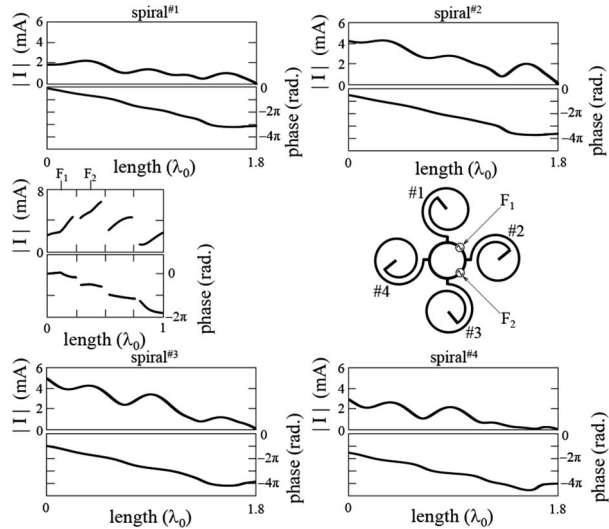 spiral#1
|I| (mA)
6
4
2
0
0
−2π
−4π
phase (rad.)
0
length (λ0)
1.8
spiral#2
|I| (mA)
6
4
2
0
0
−2π
−4π
phase (rad.)
0
length (λ0)
1.8
F1
F2
|I| (mA)
8
4
0
0
−2π
phase (rad.)
0
length (λ0)
1
#1
F1
#2
#4
#3
F2
spiral#3
|I| (mA)
6
4
2
0
0
−2π
−4π
phase (rad.)
0
length (λ0)
1.8
spiral#4
|I| (mA)
6
4
2
0
0
−2π
−4π
phase (rad.)
0
length (λ0)
1.8